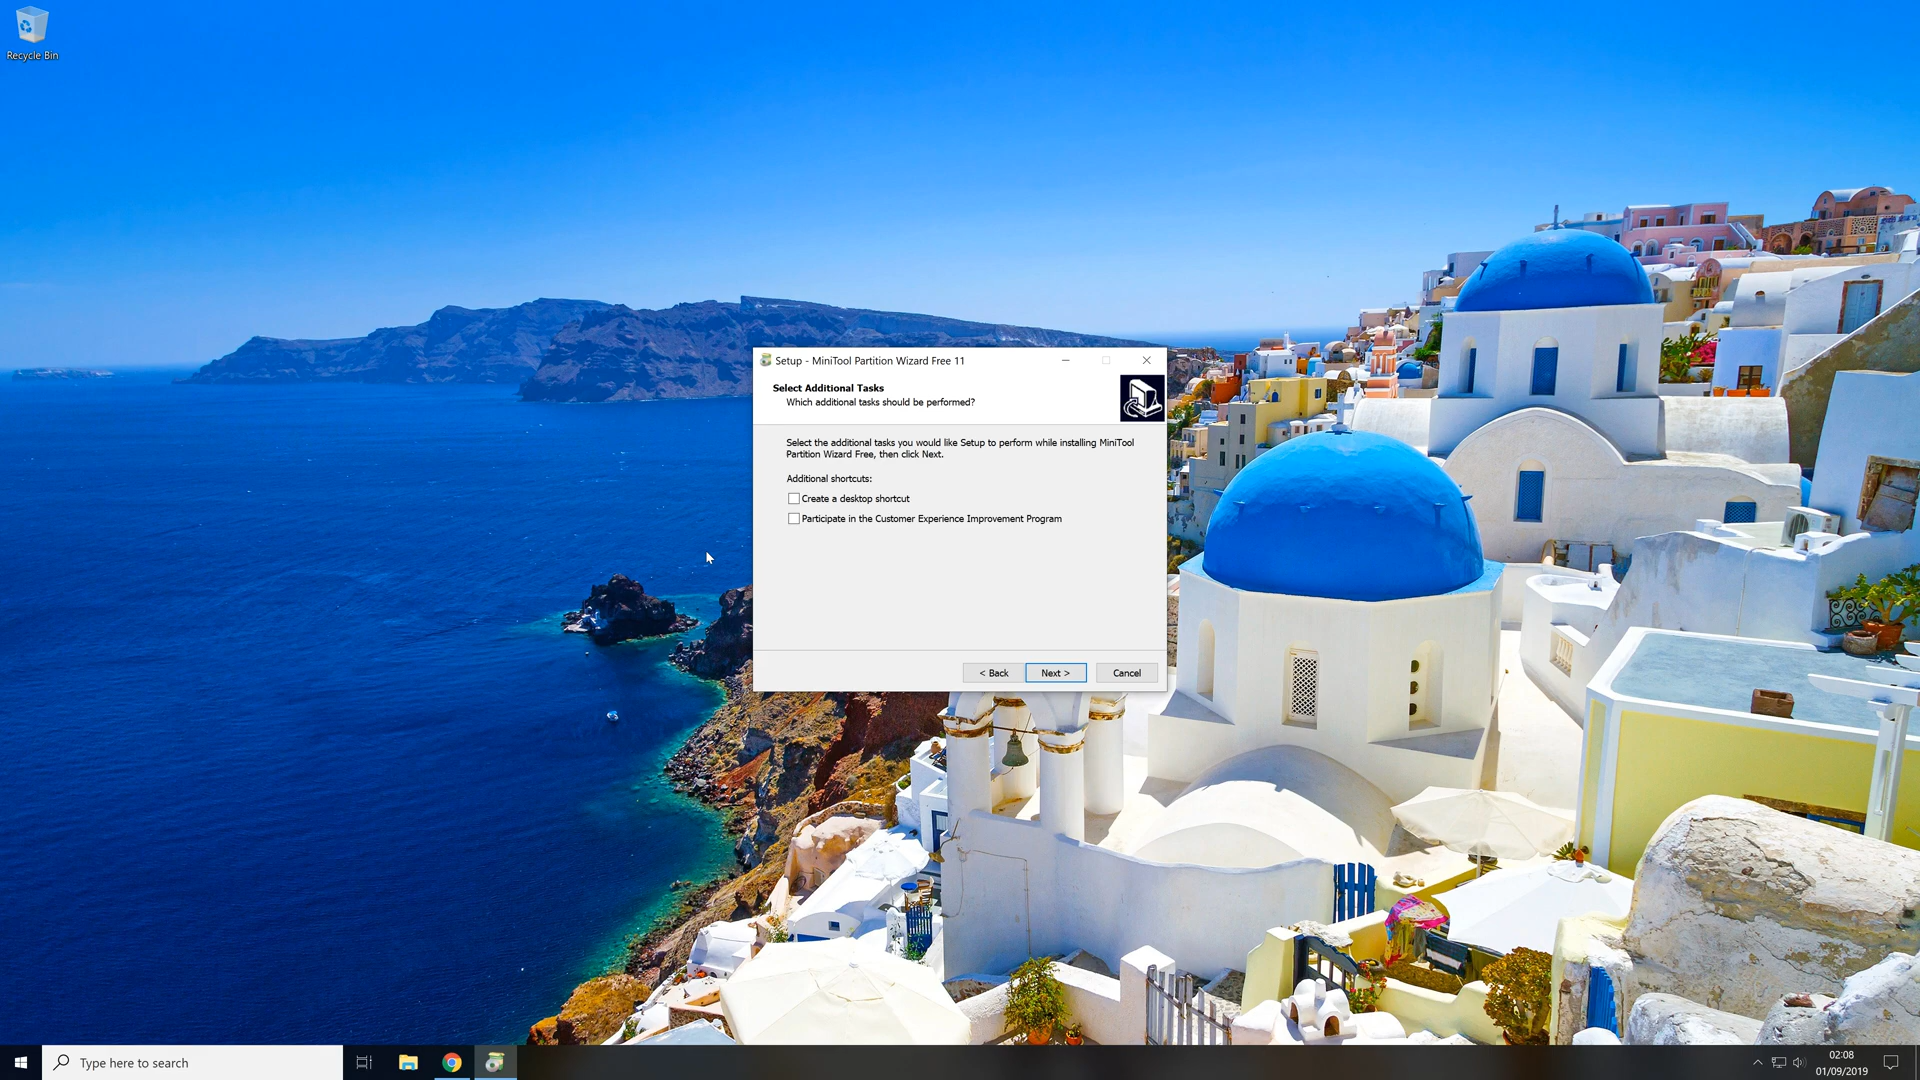 Recycle Bin
Setup - MiniTool Partition Wizard Free 11
Select Additional Tasks
Which additional tasks should be performed?
Select the additional tasks you would like Setup to perform while installing MiniTool
Partition Wizard Free, then click Next.
Additional shortcuts:
Create a desktop shortcut
Participate in the Customer Experience Improvement Program
< Back
Next >
Cancel
Type here to search
02:08
01/09/2019